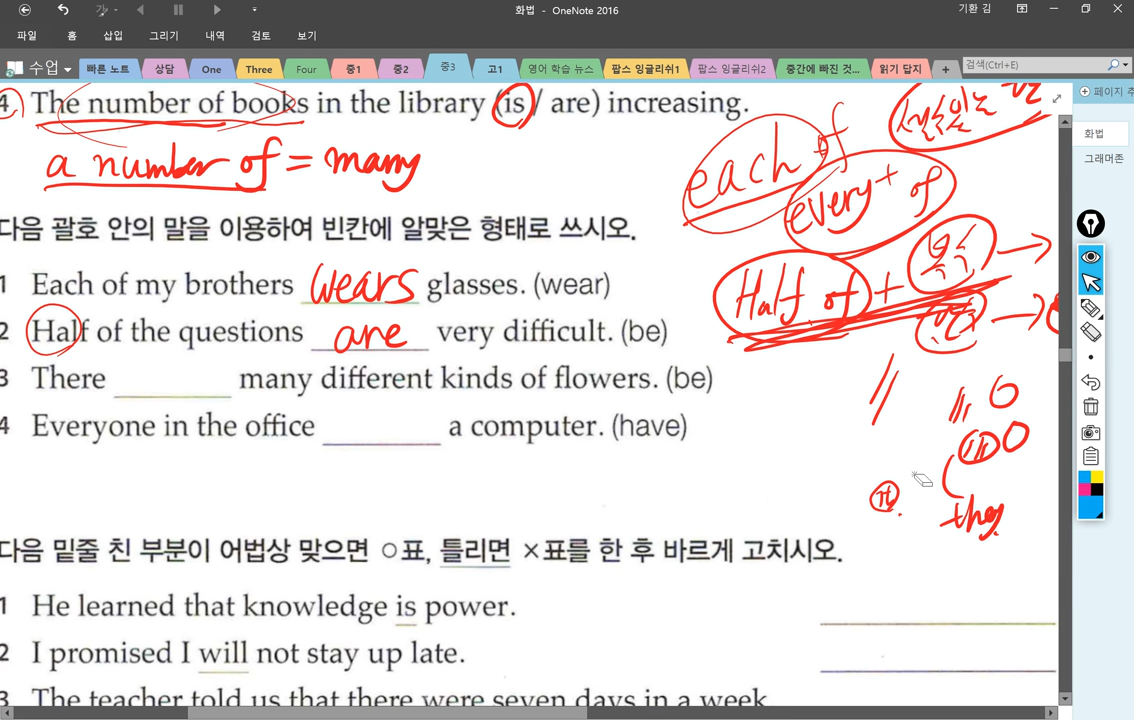 화법 - OneNote 2016
기환 김
파일 홈 삽입 그리기 내역 검토 보기
수업 빠른 노트 상담 One Three Four 중1 중2 중3 고1 영어 학습 뉴스 팝스 잉글리쉬1 팝스 잉글리쉬2 중간에 빠진 것... 읽기 답지 + 검색(Ctrl+E)
페이지 추
화법
그래머존
4. The number of books in the library (is / are) increasing.
a number of = many
each of
every + of
Half of + 복수
단수
they
다음 괄호 안의 말을 이용하여 빈칸에 알맞은 형태로 쓰시오.
1 Each of my brothers wears glasses. (wear)
2 Half of the questions are very difficult. (be)
3 There many different kinds of flowers. (be)
4 Everyone in the office a computer. (have)
다음 밑줄 친 부분이 어법상 맞으면 ○표, 틀리면 ×표를 한 후 바르게 고치시오.
1 He learned that knowledge is power.
2 I promised I will not stay up late.
3 The teacher told us that there were seven days in a week.